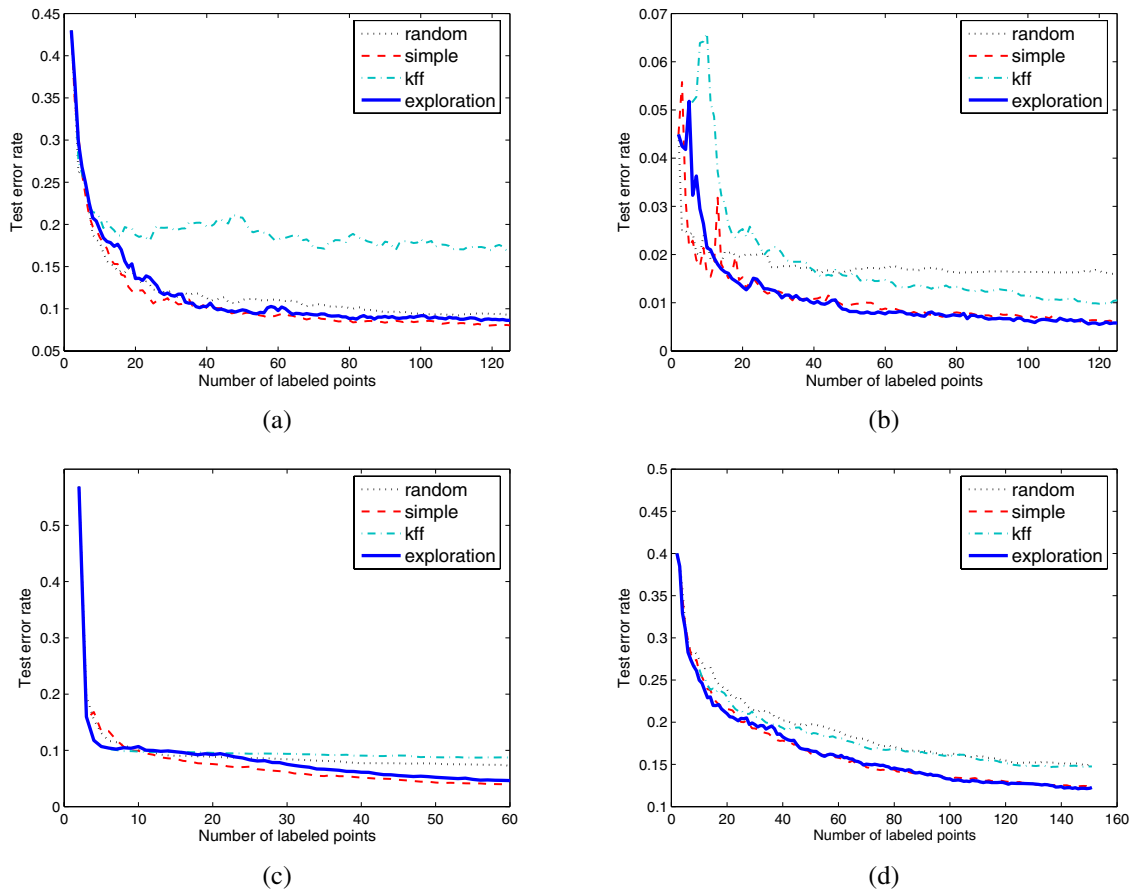 0.45
0.4
0.35
0.3
0.25
0.2
0.15
0.1
0.05
0 20 40 60 80 100 120
Test error rate
Number of labeled points
random
simple
kff
exploration
(a)
0.07
0.06
0.05
0.04
0.03
0.02
0.01
0
0 20 40 60 80 100 120
Test error rate
Number of labeled points
random
simple
kff
exploration
(b)
0.5
0.4
0.3
0.2
0.1
0
0 10 20 30 40 50 60
Test error rate
Number of labeled points
random
simple
kff
exploration
(c)
0.5
0.45
0.4
0.35
0.3
0.25
0.2
0.15
0.1
0 20 40 60 80 100 120 140 160
Test error rate
Number of labeled points
random
simple
kff
exploration
(d)